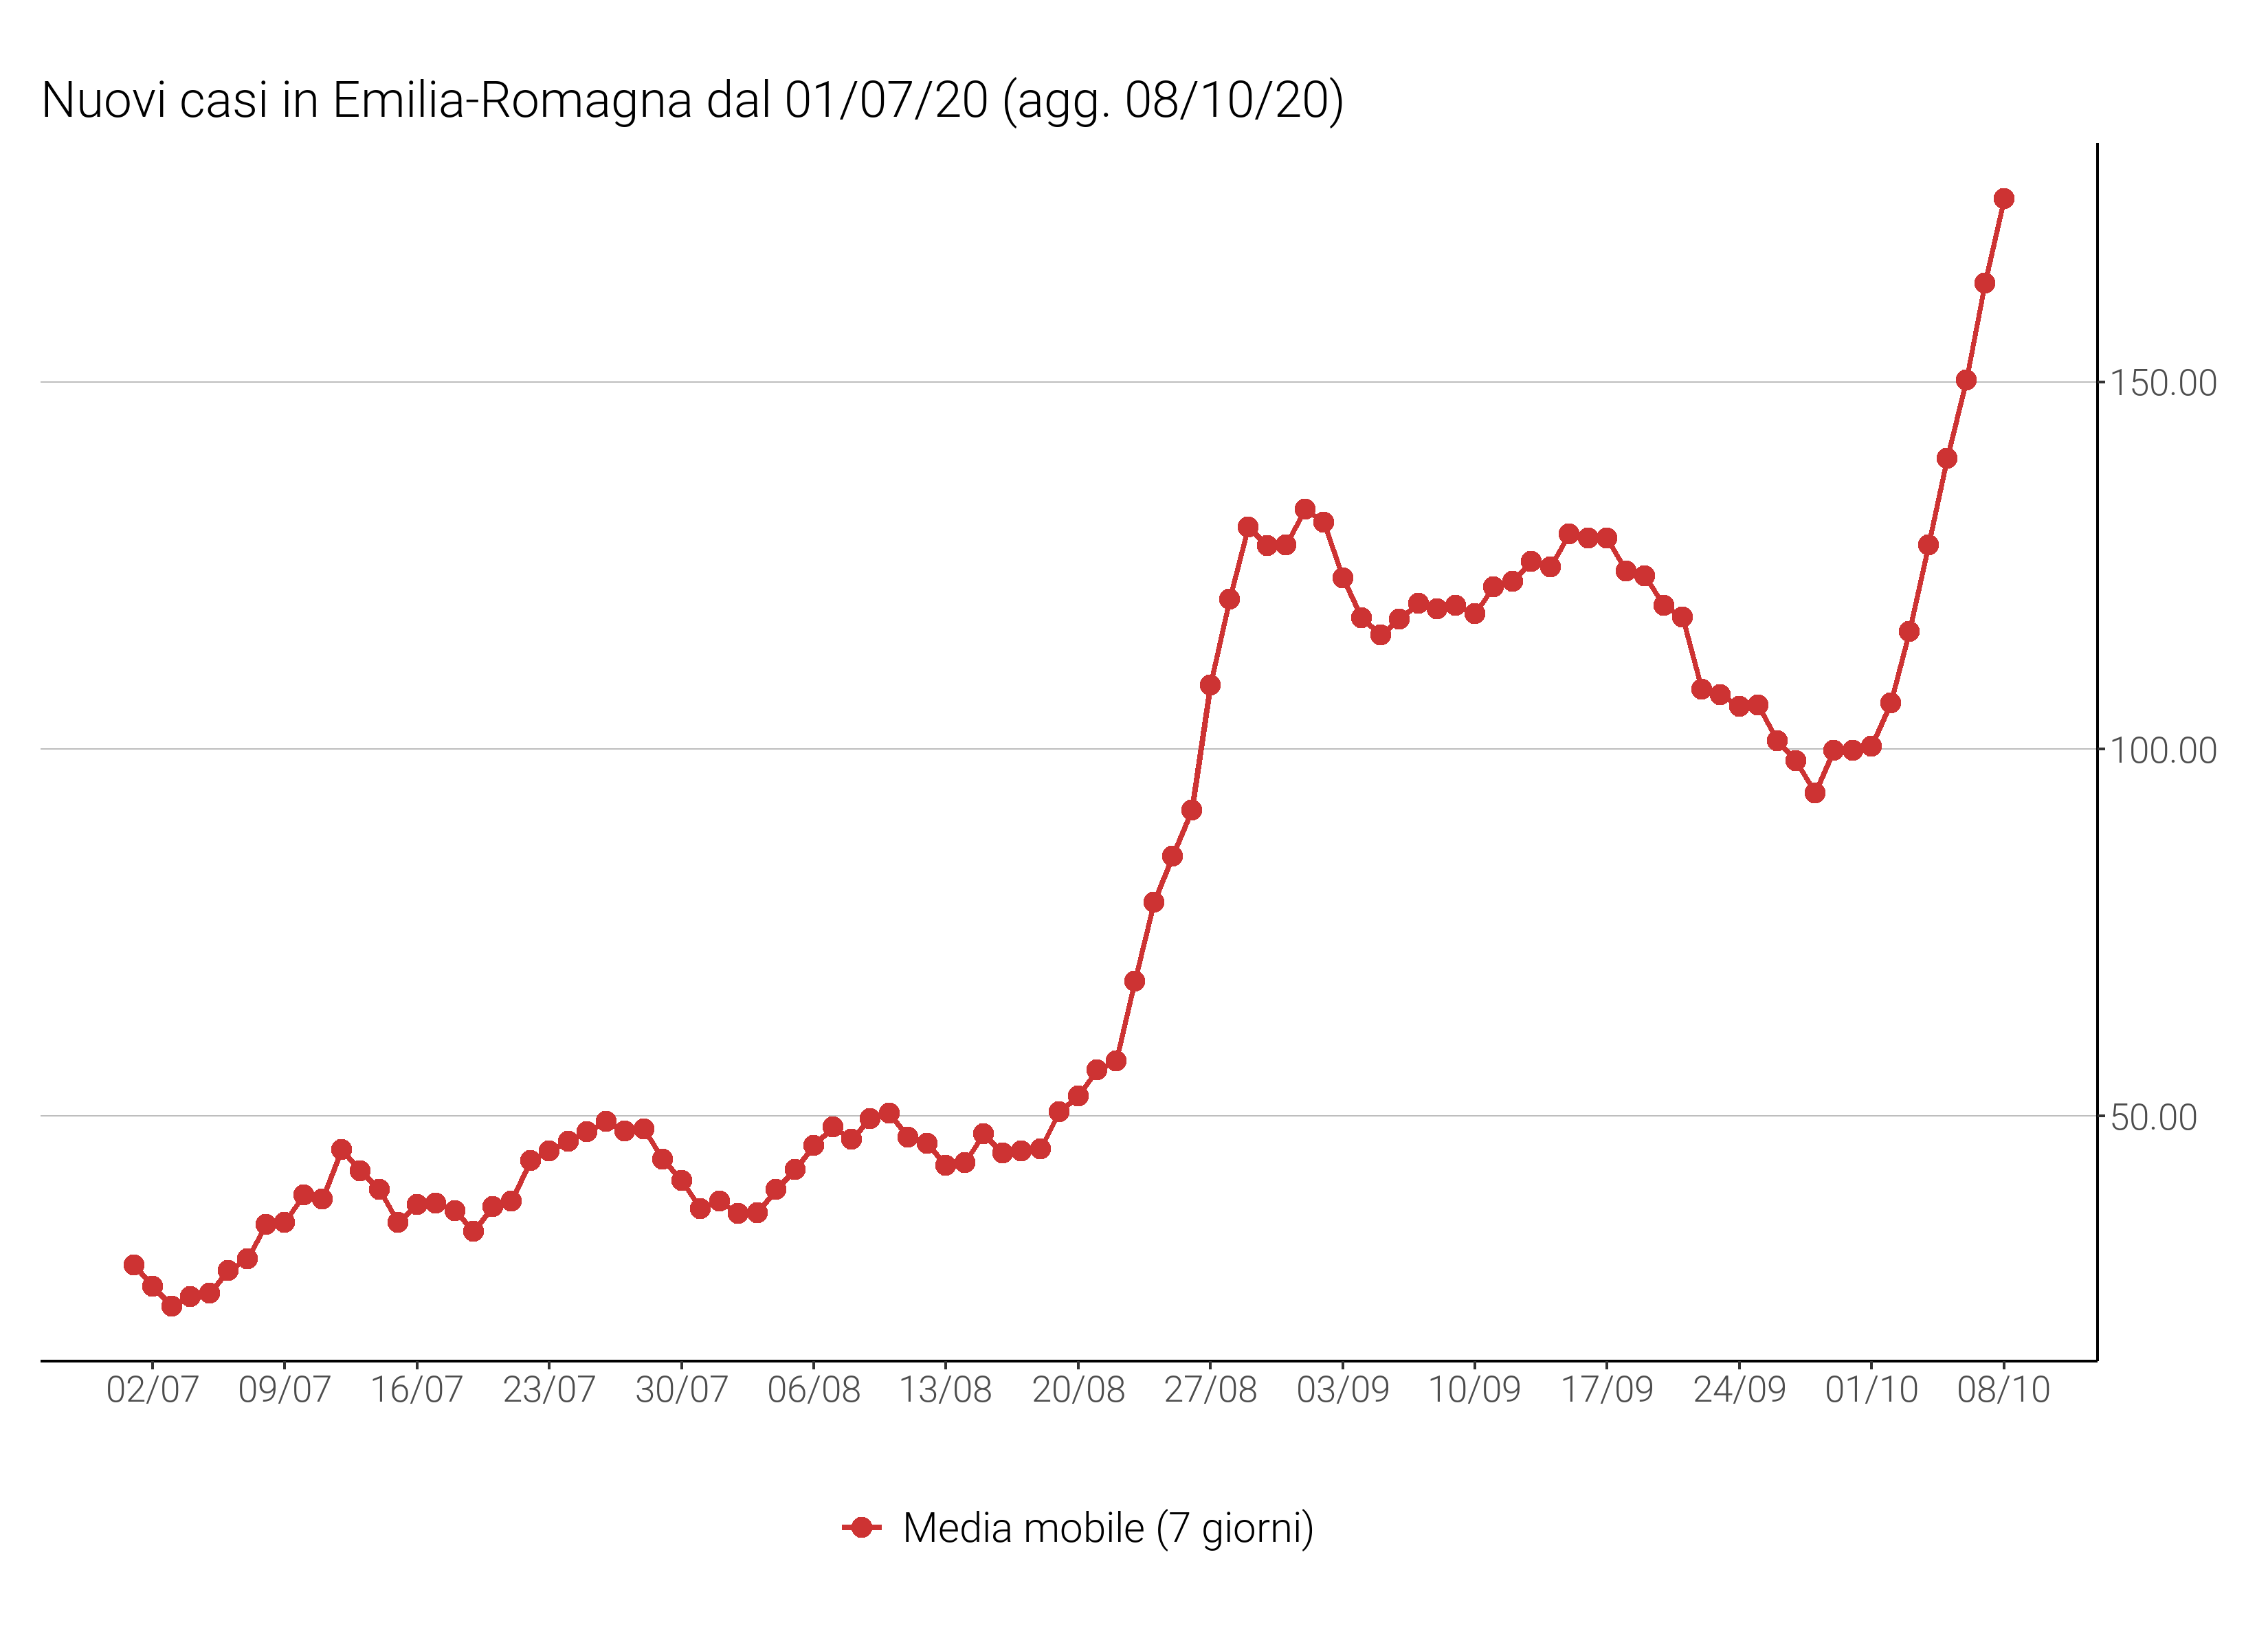 Nuovi casi in Emilia-Romagna dal 01/07/20 (agg. 08/10/20)
150.00
100.00
50.00
02/07 09/07 16/07 23/07 30/07 06/08 13/08 20/08 27/08 03/09 10/09 17/09 24/09 01/10 08/10
Media mobile (7 giorni)